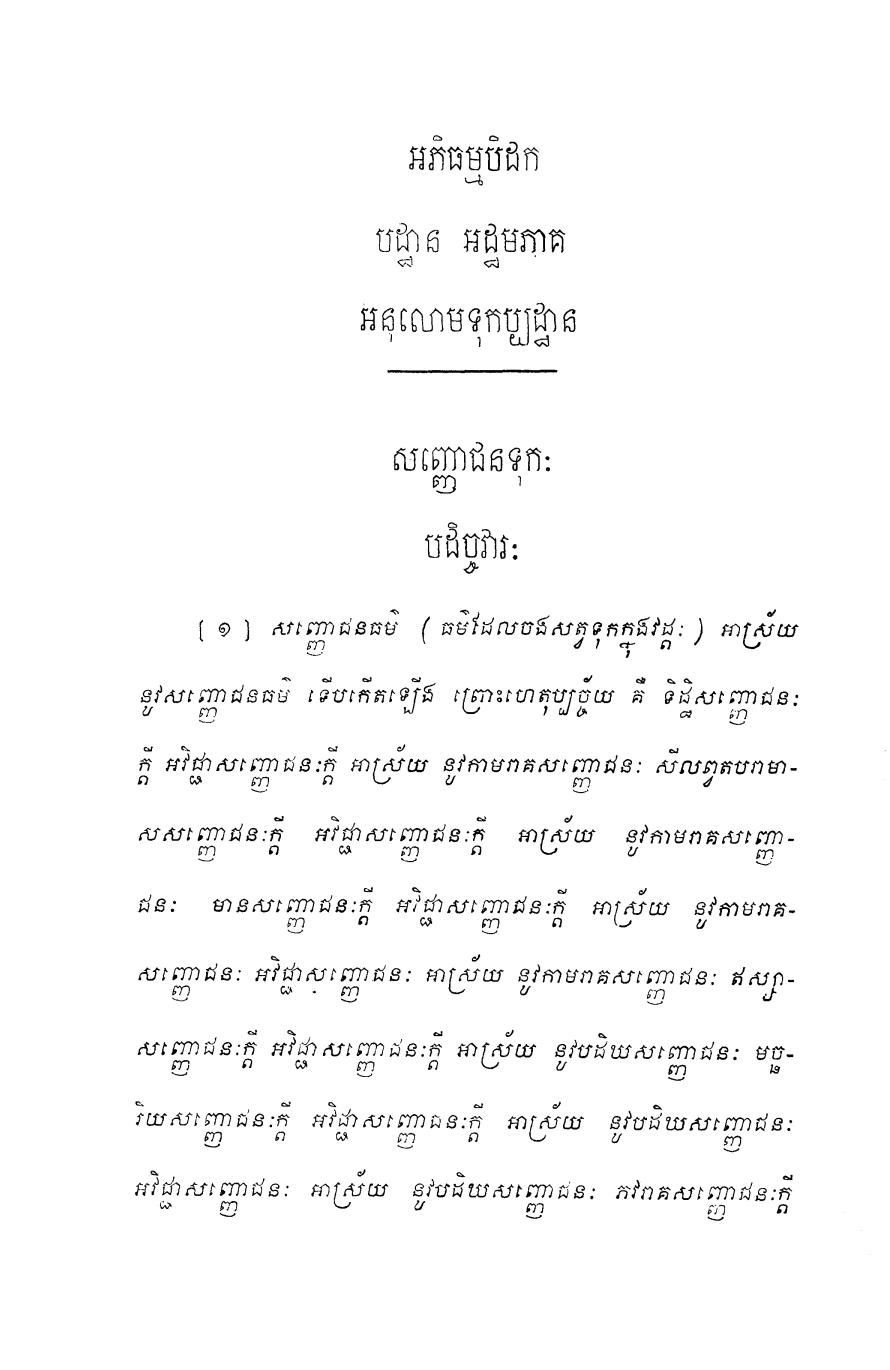 អភិធម្មបិដក
បដ្ឋាន អដ្ឋមភាគ
អនុលោមទុកប្បដ្ឋាន
សញ្ញោជនទុកៈ
បដិច្ចវារៈ
[ ១ ] សញ្ញោជនធម៌ ( ធម៌ដែលចងសត្វទុកក្នុងវដ្តៈ ) អាស្រ័យ
នូវសញ្ញោជនធម៌ ទើបកើតឡើង ព្រោះហេតុប្បច្ច័យ គឺ ទិដ្ឋិសញ្ញោជនៈ
ក្តី អវិជ្ជាសញ្ញោជនៈក្តី អាស្រ័យ នូវកាមរាគសញ្ញោជនៈ សីលព្វតបរាមា-
សសញ្ញោជនៈក្តី អវិជ្ជាសញ្ញោជនៈក្តី អាស្រ័យ នូវកាមរាគសញ្ញោ-
ជនៈ មានសញ្ញោជនៈក្តី អវិជ្ជាសញ្ញោជនៈក្តី អាស្រ័យ នូវកាមរាគ-
សញ្ញោជនៈ អវិជ្ជាសញ្ញោជនៈ អាស្រ័យ នូវកាមរាគសញ្ញោជនៈ ឥស្សា-
សញ្ញោជនៈក្តី អវិជ្ជាសញ្ញោជនៈក្តី អាស្រ័យ នូវបដិឃសញ្ញោជនៈ មច្ឆ-
រិយសញ្ញោជនៈក្តី អវិជ្ជាសញ្ញោជនៈក្តី អាស្រ័យ នូវបដិឃសញ្ញោជនៈ
អវិជ្ជាសញ្ញោជនៈ អាស្រ័យ នូវបដិឃសញ្ញោជនៈ ភវរាគសញ្ញោជនៈក្តី